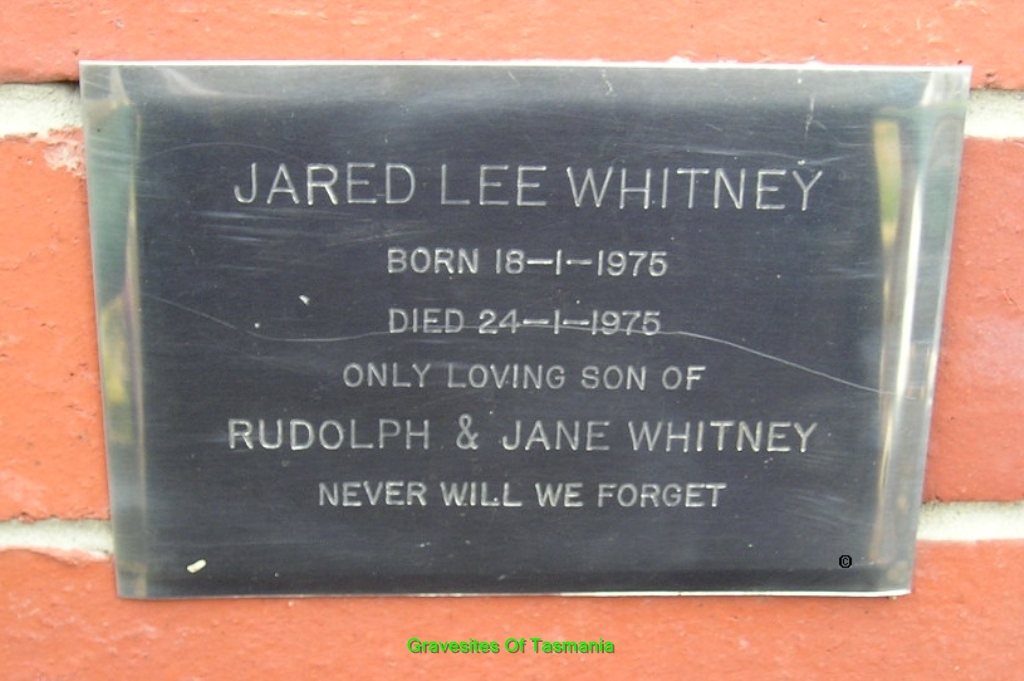 JARED LEE WHITNEY
BORN 18-1-1975
DIED 24-1-1975
ONLY LOVING SON OF
RUDOLPH & JANE WHITNEY
NEVER WILL WE FORGET
©
Gravesites Of Tasmania